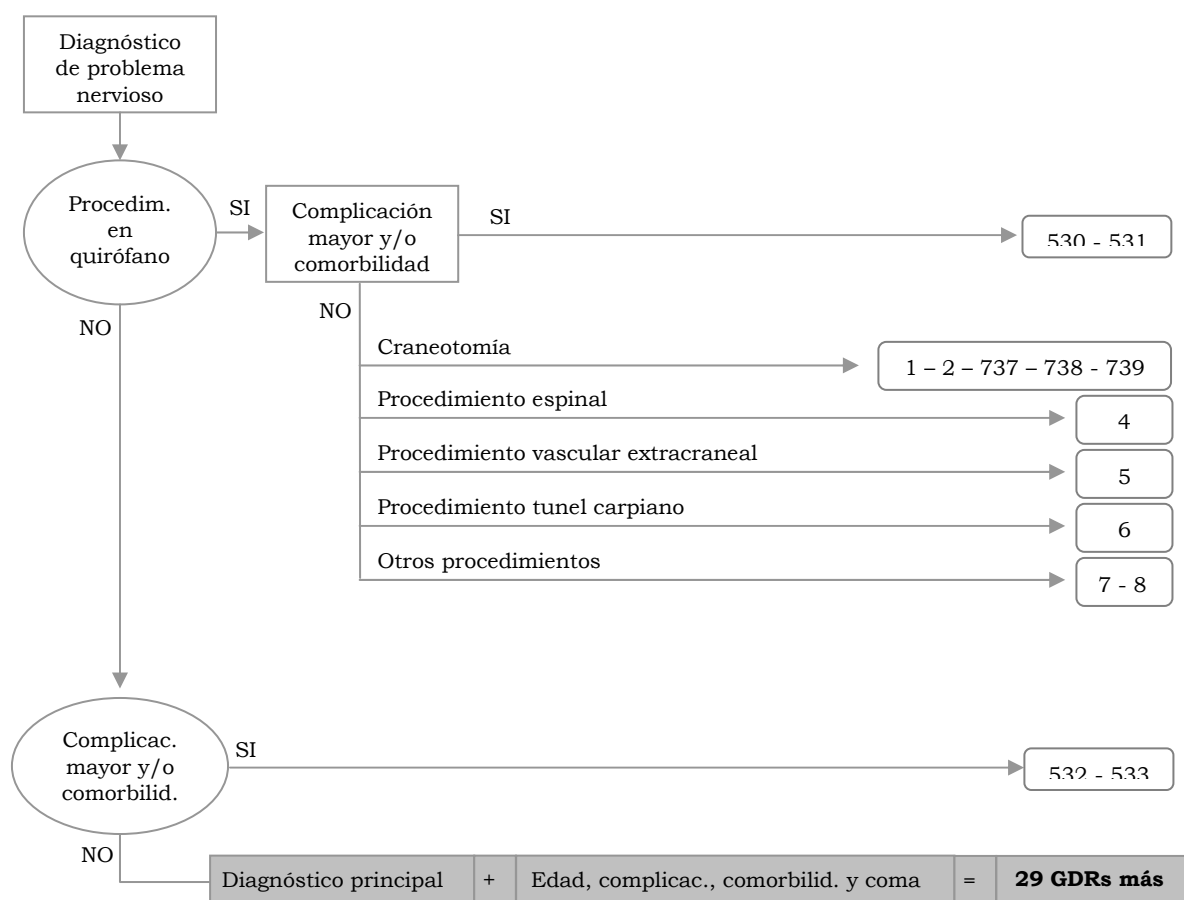 Diagnóstico
de problema
nervioso
Procedim.
en
quirófano
SI
Complicación
mayor y/o
comorbilidad
SI
530 - 531
NO
NO
Craneotomía
1 – 2 – 737 – 738 - 739
Procedimiento espinal
4
Procedimiento vascular extracraneal
5
Procedimiento tunel carpiano
6
Otros procedimientos
7 - 8
Complicac.
mayor y/o
comorbilid.
SI
532 - 533
NO
Diagnóstico principal + Edad, complicac., comorbilid. y coma = 29 GDRs más